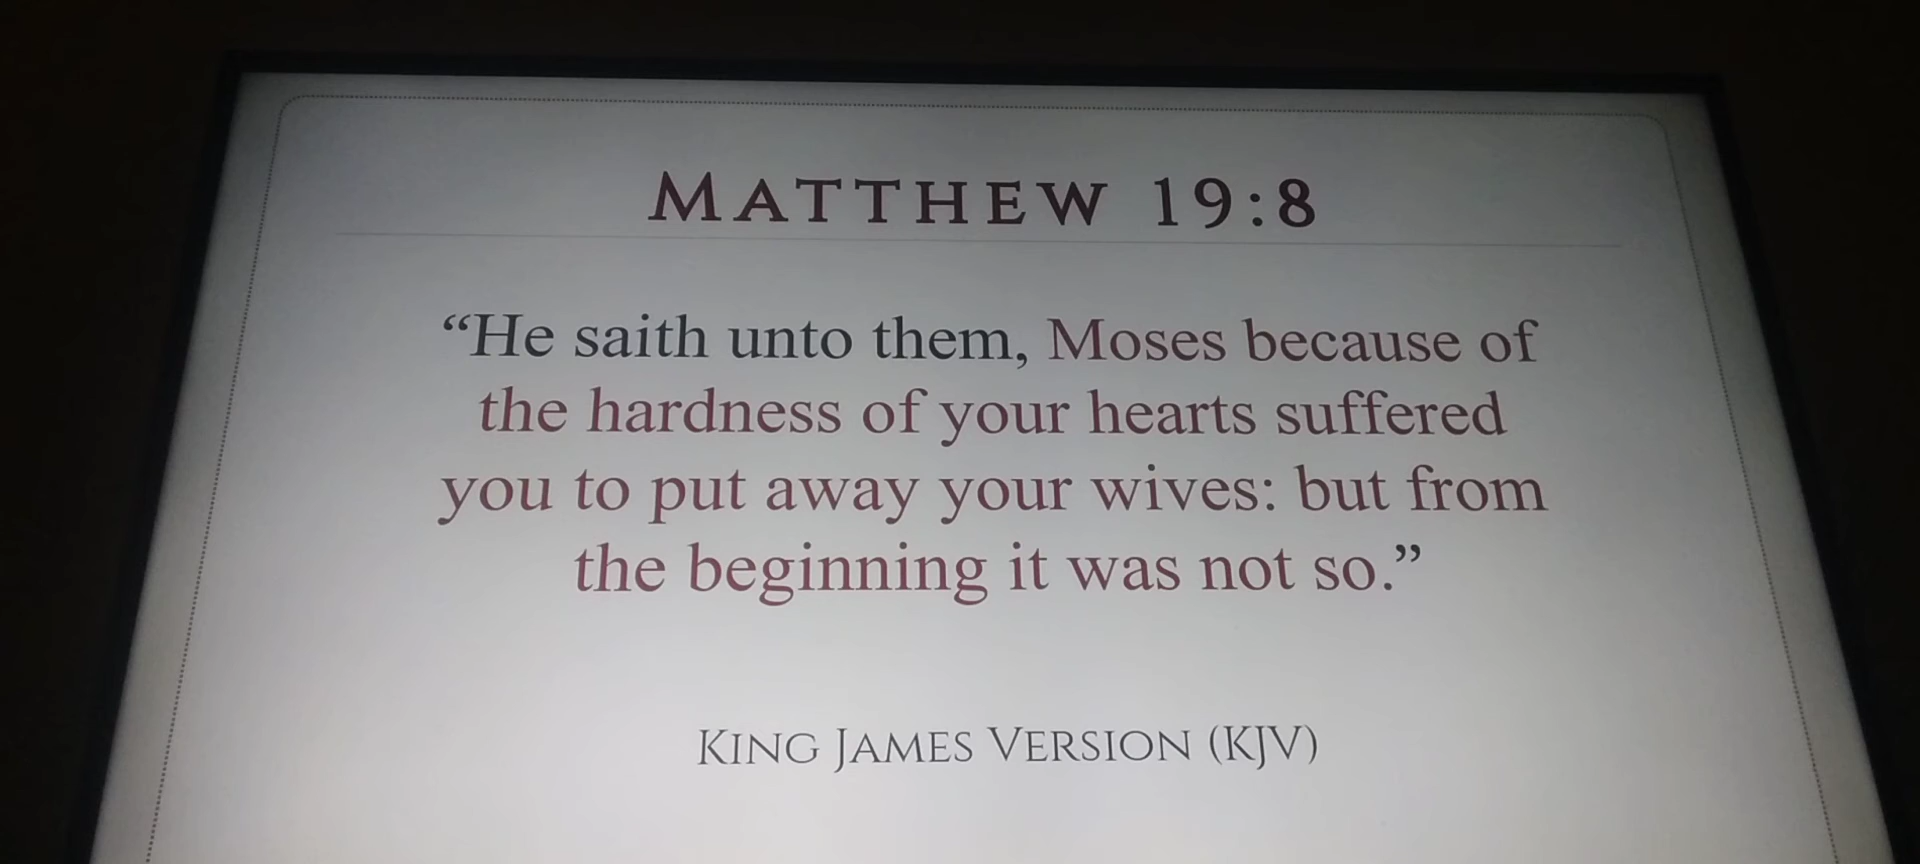 MATTHEW 19:8
“He saith unto them, Moses because of
the hardness of your hearts suffered
you to put away your wives: but from
the beginning it was not so.”
KING JAMES VERSION (KJV)